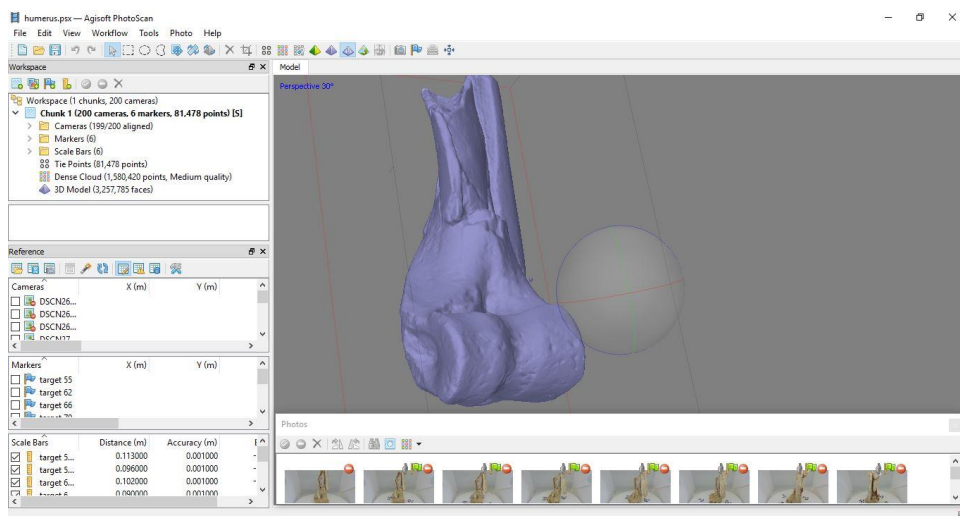 humerus.psx — Agisoft PhotoScan
File Edit View Workflow Tools Photo Help
Workspace
Model
Perspective 30°
Workspace (1 chunks, 200 cameras)
Chunk 1 (200 cameras, 6 markers, 81,478 points) [S]
Cameras (199/200 aligned)
Markers (6)
Scale Bars (6)
Tie Points (81,478 points)
Dense Cloud (1,580,420 points, Medium quality)
3D Model (3,257,785 faces)
Reference
Cameras X (m) Y (m)
DSCN26...
DSCN26...
DSCN26...
DSCN27
Markers X (m) Y (m)
target 55
target 62
target 66
target 70
Scale Bars Distance (m) Accuracy (m)
target 5... 0.113000 0.001000
target 5... 0.096000 0.001000
target 6... 0.102000 0.001000
target 6 0.090000 0.001000
Photos